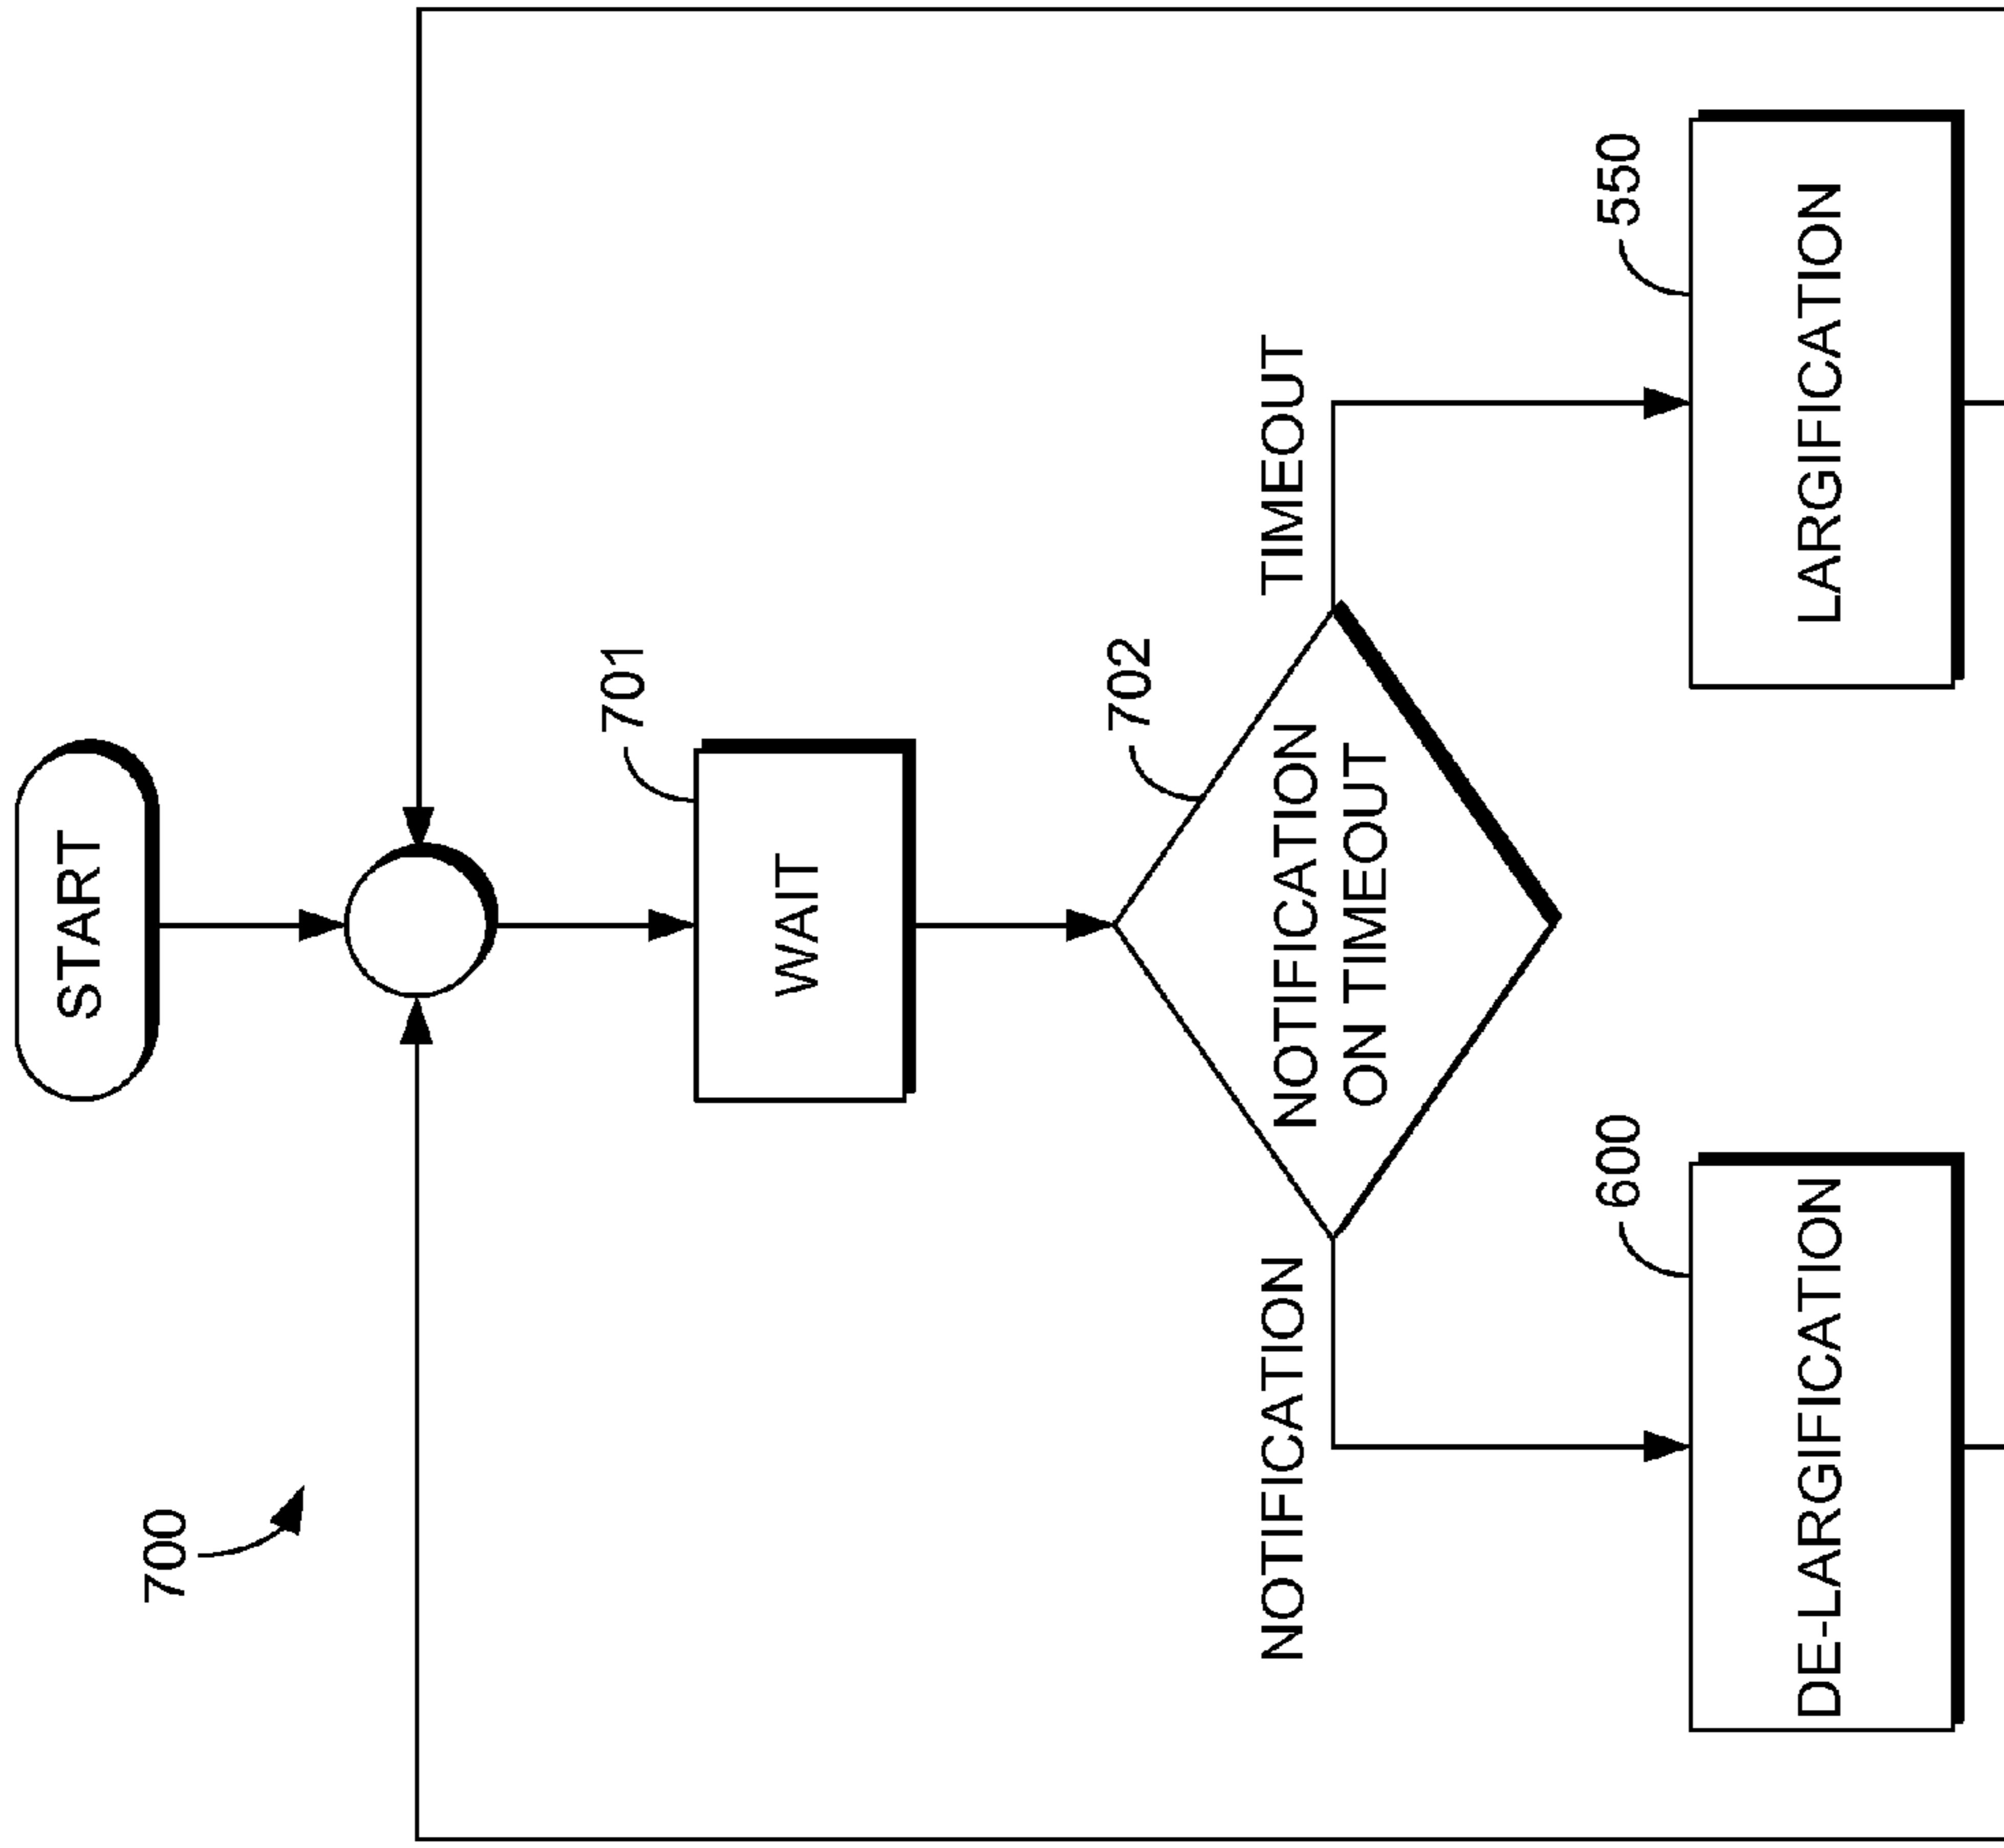 700
START
701
WAIT
702
NOTIFICATION
ON TIMEOUT
NOTIFICATION
TIMEOUT
600
DE-LARGIFICATION
550
LARGIFICATION